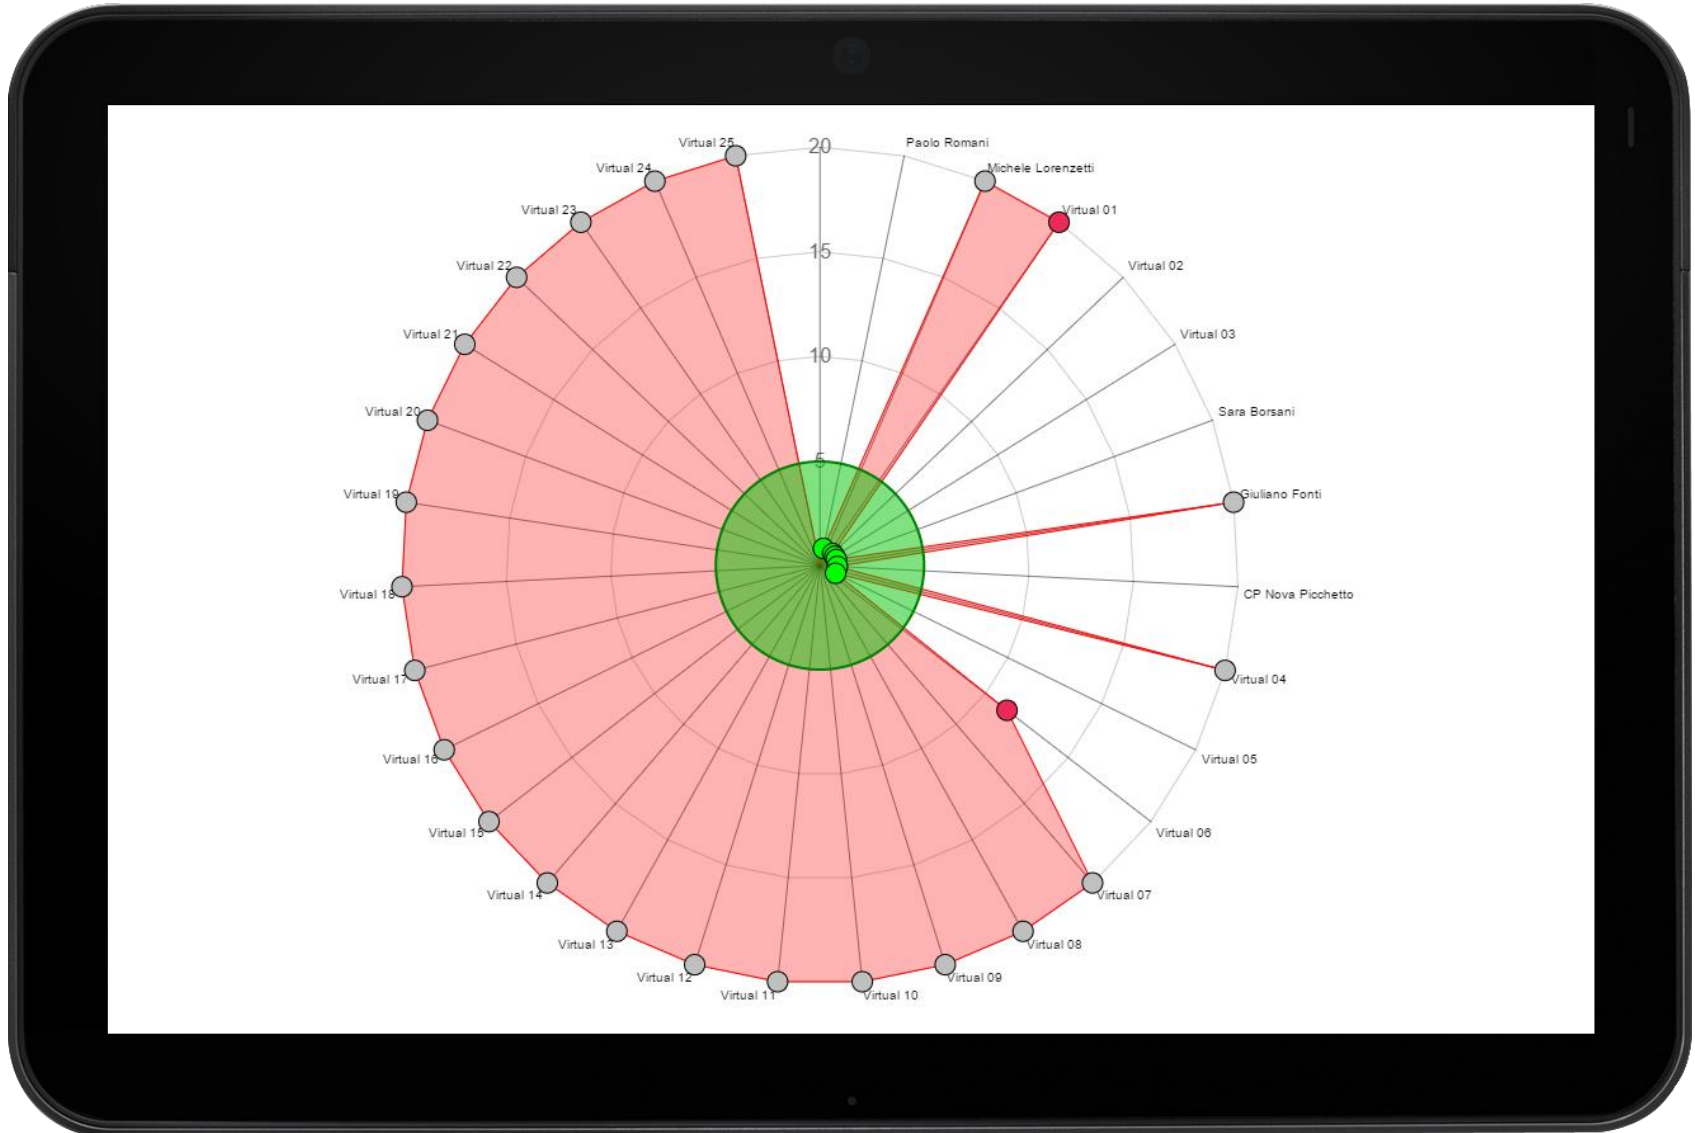 20
15
10
5
Paolo Romani
Michele Lorenzetti
Virtual 01
Virtual 02
Virtual 03
Sara Borsani
Giuliano Fonti
CP Nova Picchetto
Virtual 04
Virtual 05
Virtual 06
Virtual 07
Virtual 08
Virtual 09
Virtual 10
Virtual 11
Virtual 12
Virtual 13
Virtual 14
Virtual 15
Virtual 16
Virtual 17
Virtual 18
Virtual 19
Virtual 20
Virtual 21
Virtual 22
Virtual 23
Virtual 24
Virtual 25